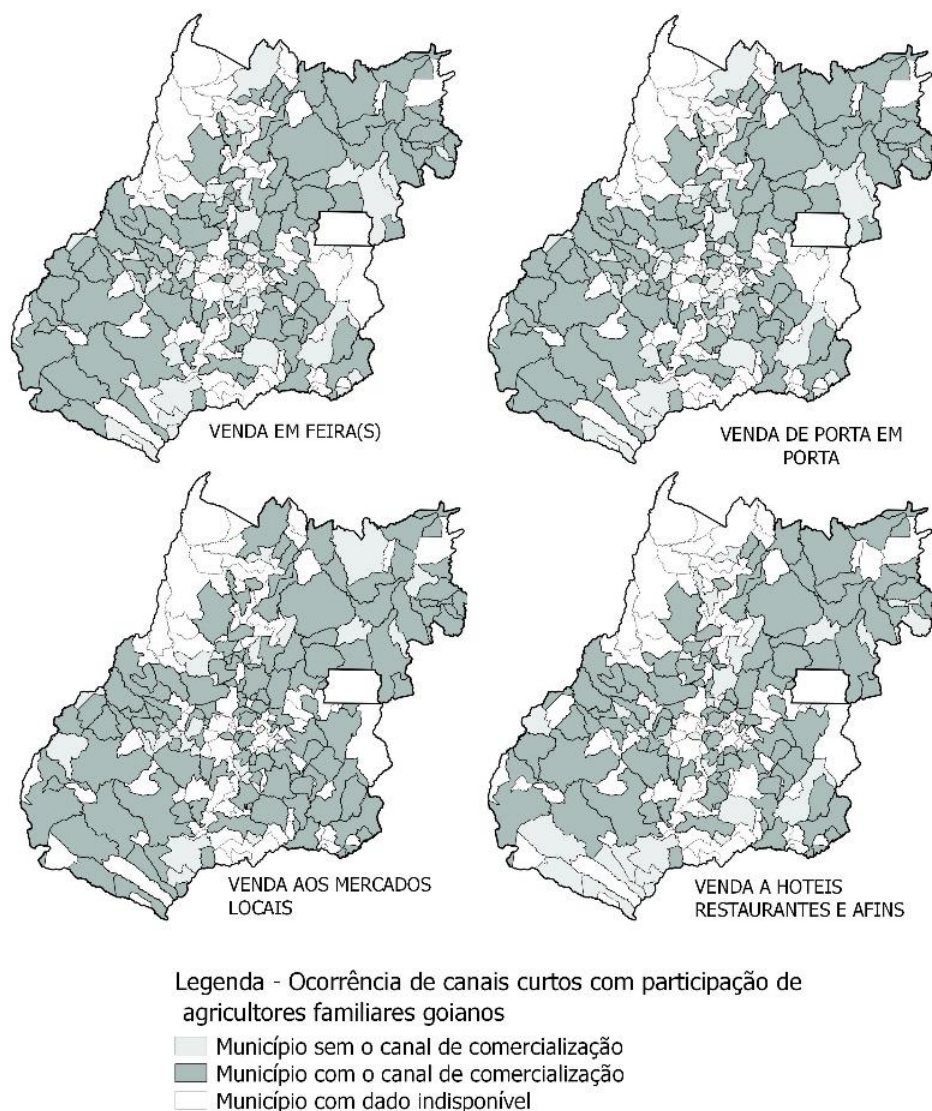 VENDA EM FEIRA(S)
VENDA DE PORTA EM
PORTA
VENDA AOS MERCADOS
LOCAIS
VENDA A HOTEIS
RESTAURANTES E AFINS
Legenda - Ocorrência de canais curtos com participação de
agricultores familiares goianos
Município sem o canal de comercialização
Município com o canal de comercialização
Município com dado indisponível